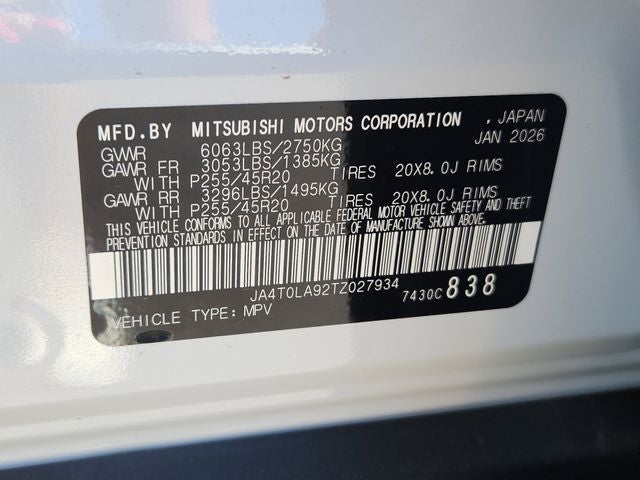 MFD.BY MITSUBISHI MOTORS CORPORATION , JAPAN
GVWR 6063LBS/2750KG JAN 2026
GAWR FR 3053LBS/1385KG
WITH P255/45R20 TIRES 20X8.0J RIMS
GAWR RR 3296LBS/1495KG
WITH P255/45R20 TIRES 20X8.0J RIMS
THIS VEHICLE CONFORMS TO ALL APPLICABLE FEDERAL MOTOR VEHICLE SAFETY AND THEFT
PREVENTION STANDARDS IN EFFECT ON THE DATE OF MANUFACTURE SHOWN ABOVE.
JA4T0LA92TZ027934 7430C 838
VEHICLE TYPE: MPV